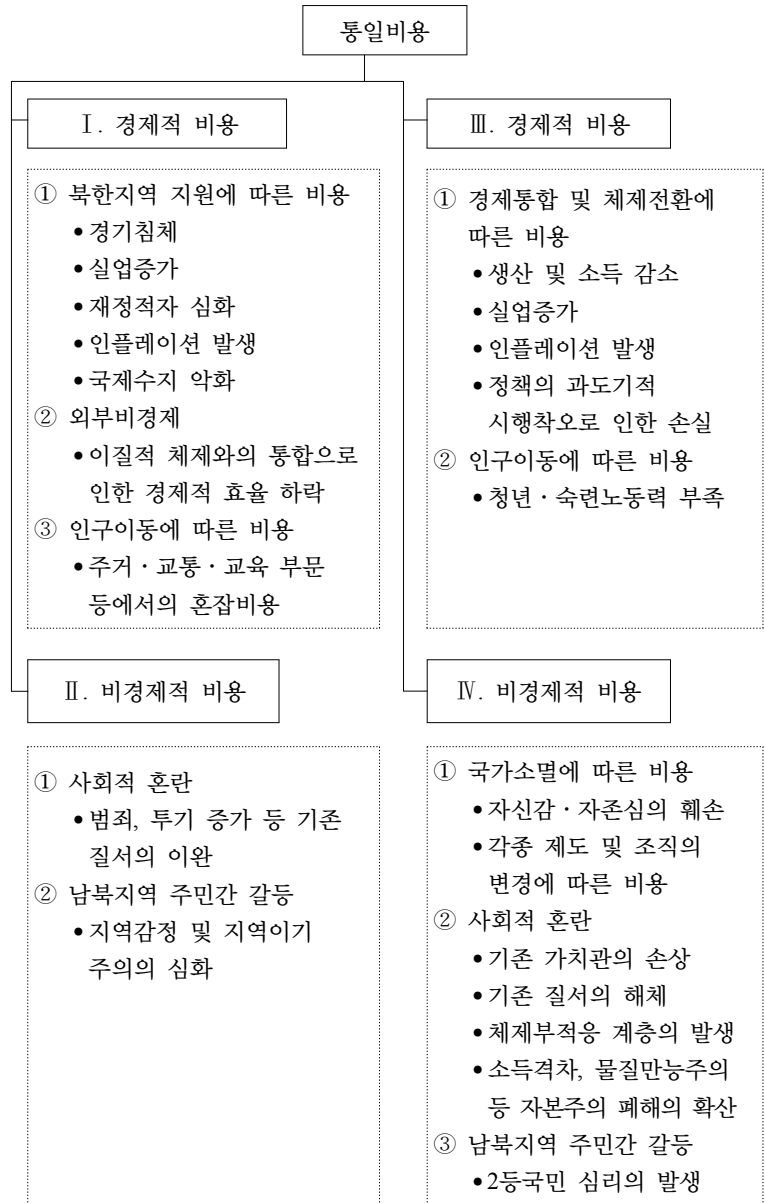 통일비용
Ⅰ. 경제적 비용
① 북한지역 지원에 따른 비용
•경기침체
•실업증가
•재정적자 심화
•인플레이션 발생
•국제수지 악화
② 외부비경제
•이질적 체제와의 통합으로
인한 경제적 효율 하락
③ 인구이동에 따른 비용
•주거·교통·교육 부문
등에서의 혼잡비용
Ⅱ. 비경제적 비용
① 사회적 혼란
•범죄, 투기 증가 등 기존
질서의 이완
② 남북지역 주민간 갈등
•지역감정 및 지역이기
주의의 심화
Ⅲ. 경제적 비용
① 경제통합 및 체제전환에
따른 비용
•생산 및 소득 감소
•실업증가
•인플레이션 발생
•정책의 과도기적
시행착오로 인한 손실
② 인구이동에 따른 비용
•청년·숙련노동력 부족
Ⅳ. 비경제적 비용
① 국가소멸에 따른 비용
•자신감·자존심의 훼손
•각종 제도 및 조직의
변경에 따른 비용
② 사회적 혼란
•기존 가치관의 손상
•기존 질서의 해체
•체제부적응 계층의 발생
•소득격차, 물질만능주의
등 자본주의 폐해의 확산
③ 남북지역 주민간 갈등
•2등국민 심리의 발생